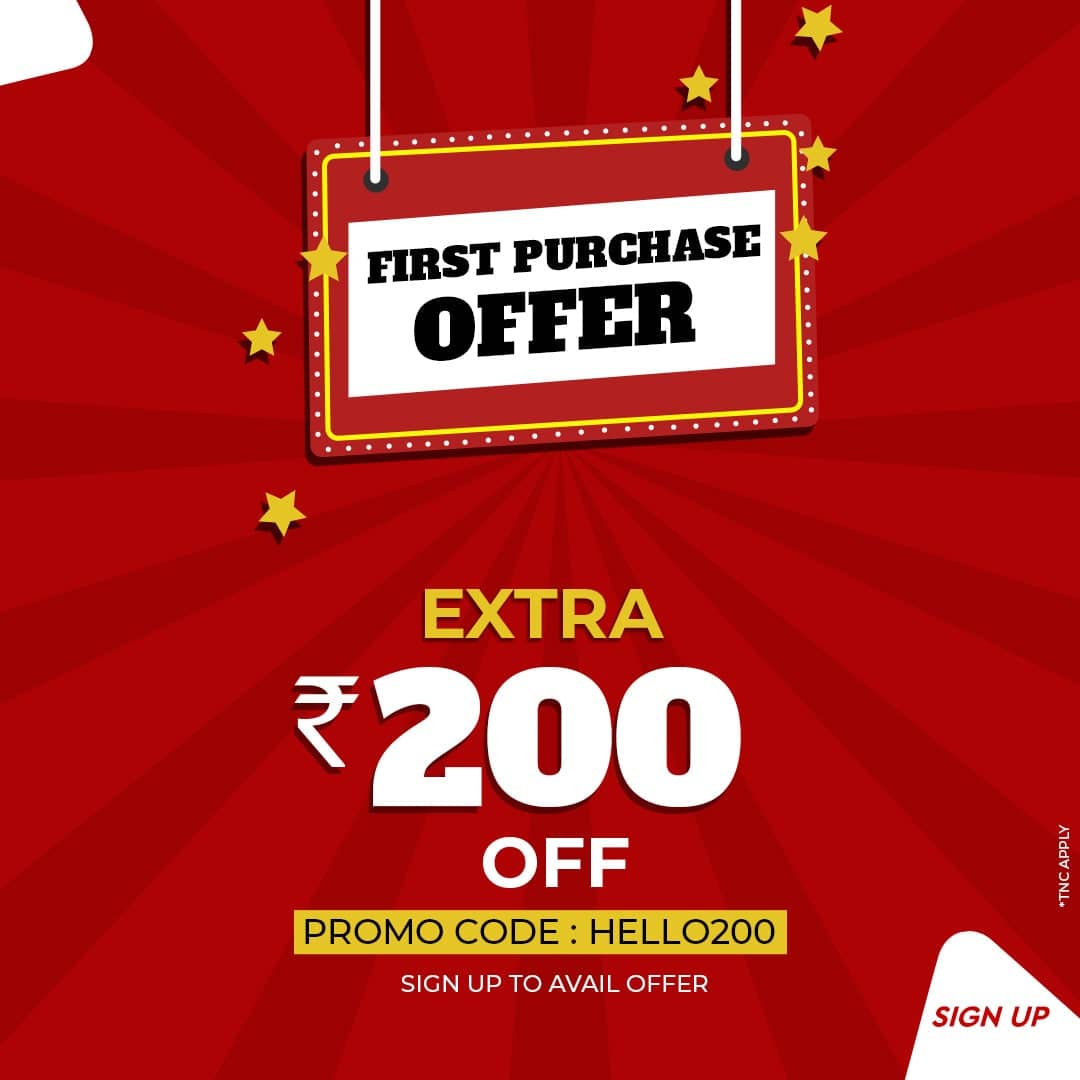 FIRST PURCHASE
OFFER
EXTRA
₹200
OFF
PROMO CODE : HELLO200
SIGN UP TO AVAIL OFFER
*TNC APPLY
SIGN UP